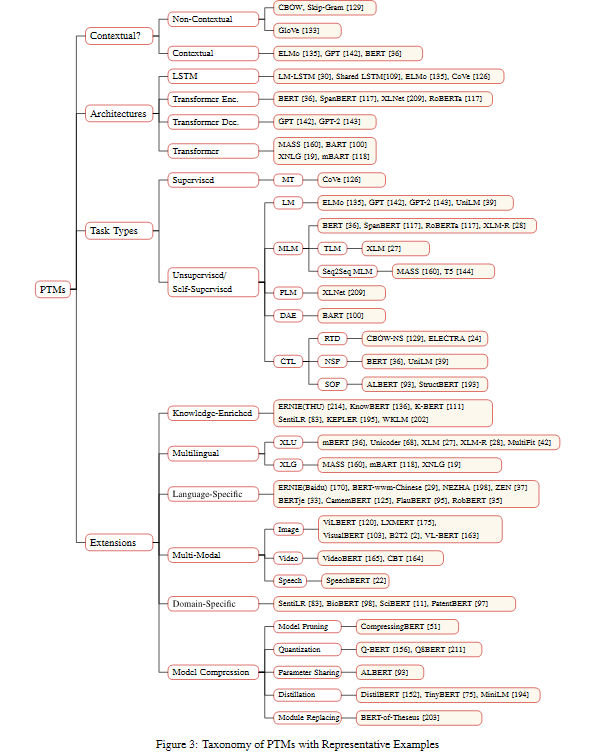 PTMs
Contextual?
Non-Contextual
CBOW, Skip-Gram [129]
GloVe [133]
Contextual
ELMo [135], GPT [142], BERT [36]
Architectures
LSTM
LM-LSTM [30], Shared LSTM[109], ELMo [135], CoVe [126]
Transformer Enc.
BERT [36], SpanBERT [117], XLNet [209], RoBERTa [117]
Transformer Dec.
GPT [142], GPT-2 [143]
Transformer
MASS [160], BART [100]
XNLG [19], mBART [118]
Task Types
Supervised
MT
CoVe [126]
Unsupervised/
Self-Supervised
LM
ELMo [135], GPT [142], GPT-2 [143], UniLM [39]
MLM
BERT [36], SpanBERT [117], RoBERTa [117], XLM-R [28]
TLM
XLM [27]
Seq2Seq MLM
MASS [160], T5 [144]
PLM
XLNet [209]
DAE
BART [100]
CTL
RTD
CBOW-NS [129], ELECTRA [24]
NSP
BERT [36], UniLM [39]
SOP
ALBERT [93], StructBERT [193]
Extensions
Knowledge-Enriched
ERNIE(THU) [214], KnowBERT [136], K-BERT [111]
SentiLR [83], KEPLER [195], WKLM [202]
Multilingual
XLU
mBERT [36], Unicoder [68], XLM [27], XLM-R [28], MultiFit [42]
XLG
MASS [160], mBART [118], XNLG [19]
Language-Specific
ERNIE(Baidu) [170], BERT-wwm-Chinese [29], NEZHA [198], ZEN [37]
BERTje [33], CamemBERT [125], FlauBERT [95], RobBERT [35]
Multi-Modal
Image
ViLBERT [120], LXMERT [175],
VisualBERT [103], B2T2 [2], VL-BERT [163]
Video
VideoBERT [165], CBT [164]
Speech
SpeechBERT [22]
Domain-Specific
SentiLR [83], BioBERT [98], SciBERT [11], PatentBERT [97]
Model Compression
Model Pruning
CompressingBERT [51]
Quantization
Q-BERT [156], Q8BERT [211]
Parameter Sharing
ALBERT [93]
Distillation
DistilBERT [152], TinyBERT [75], MiniLM [194]
Module Replacing
BERT-of-Theseus [203]
Figure 3: Taxonomy of PTMs with Representative Examples